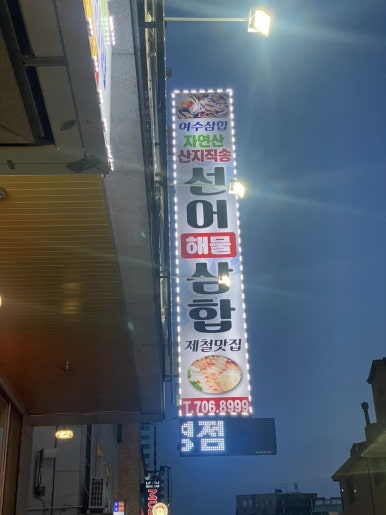 여수삼합
자연산
산지직송
선어
해물
삼합
제철맛집
T.706.8999
점